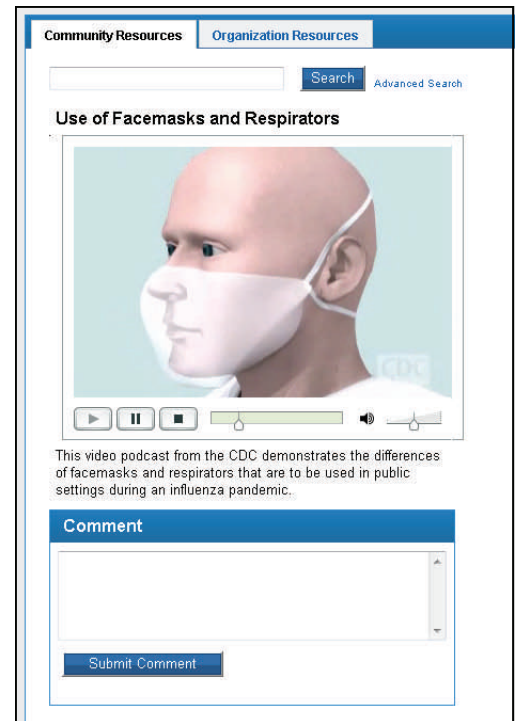 Community Resources
Organization Resources
Search
Advanced Search
Use of Facemasks and Respirators
CDC
This video podcast from the CDC demonstrates the differences
of facemasks and respirators that are to be used in public
settings during an influenza pandemic.
Comment
Submit Comment